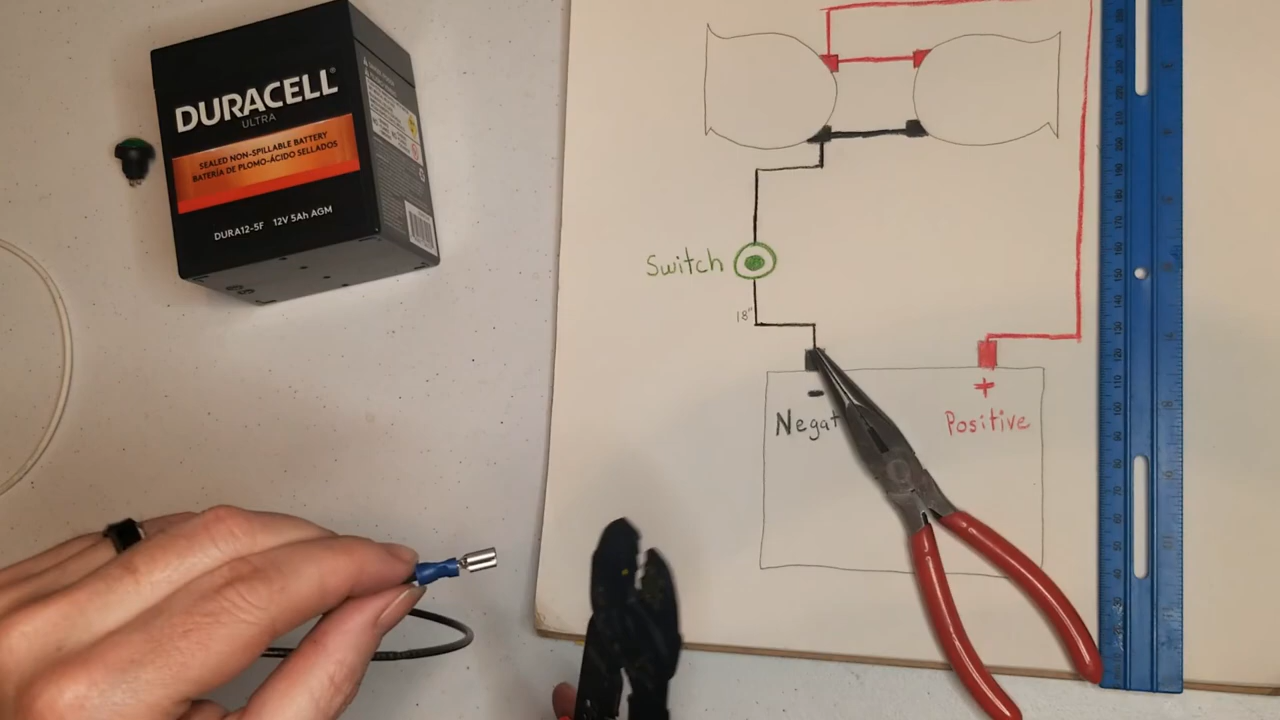 DURACELL
ULTRA
SEALED NON-SPILLABLE BATTERY
BATERÍA DE PLOMO-ÁCIDO SELLADOS
DURA12-5F 12V 5Ah AGM
Switch
18"
-
+
Negat
Positive